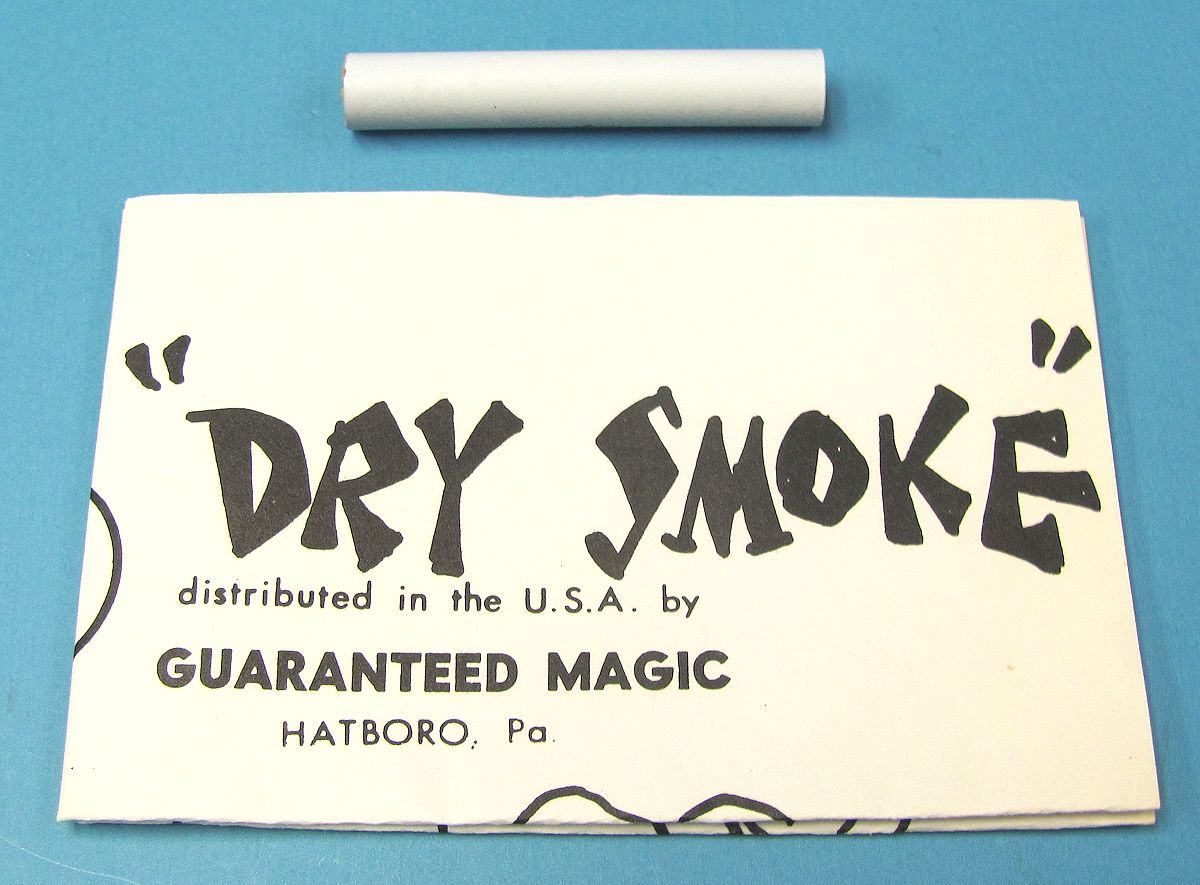 "DRY SMOKE"
distributed in the U.S.A. by
GUARANTEED MAGIC
HATBORO, Pa.